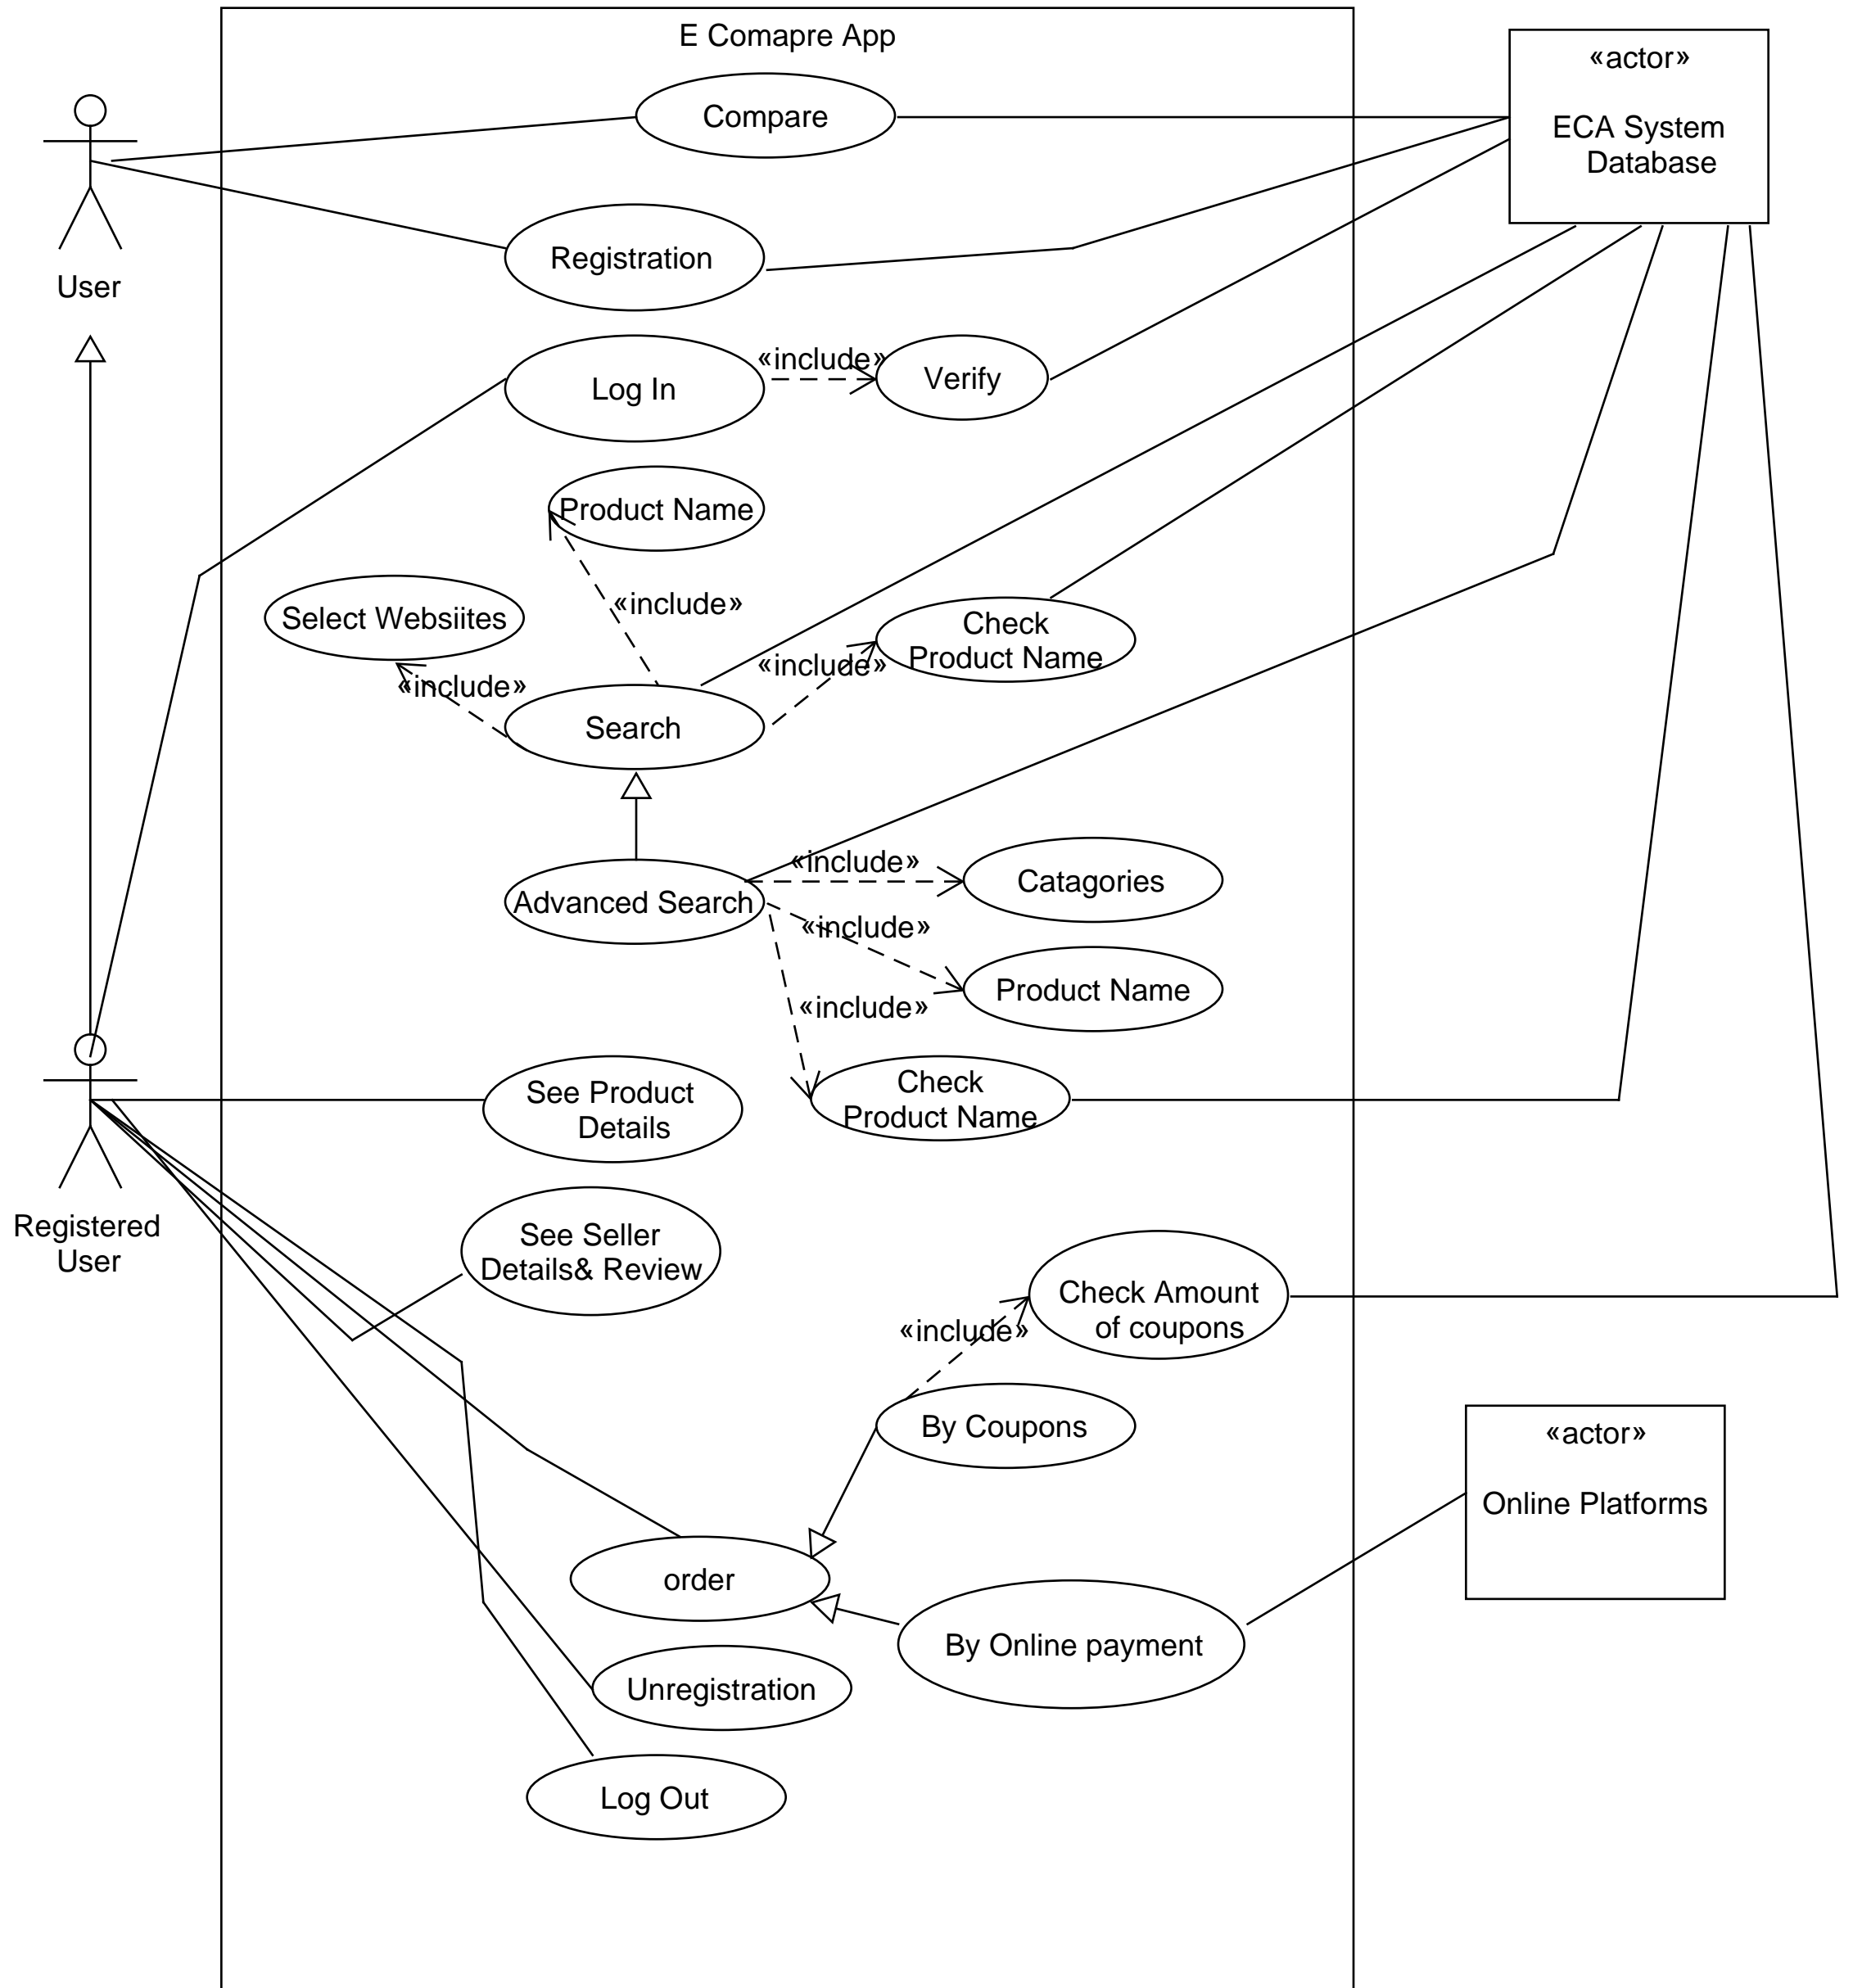 E Comapre App
«actor»
ECA System
Database
Compare
User
Registration
Log In
«include»
Verify
Product Name
«include»
Select Websiites
«include»
Check
Product Name
«include»
Search
Advanced Search
«include»
Catagories
«include»
Product Name
«include»
Check
Product Name
See Product
Details
Registered
User
See Seller
Details& Review
Check Amount
of coupons
«include»
By Coupons
«actor»
Online Platforms
order
By Online payment
Unregistration
Log Out